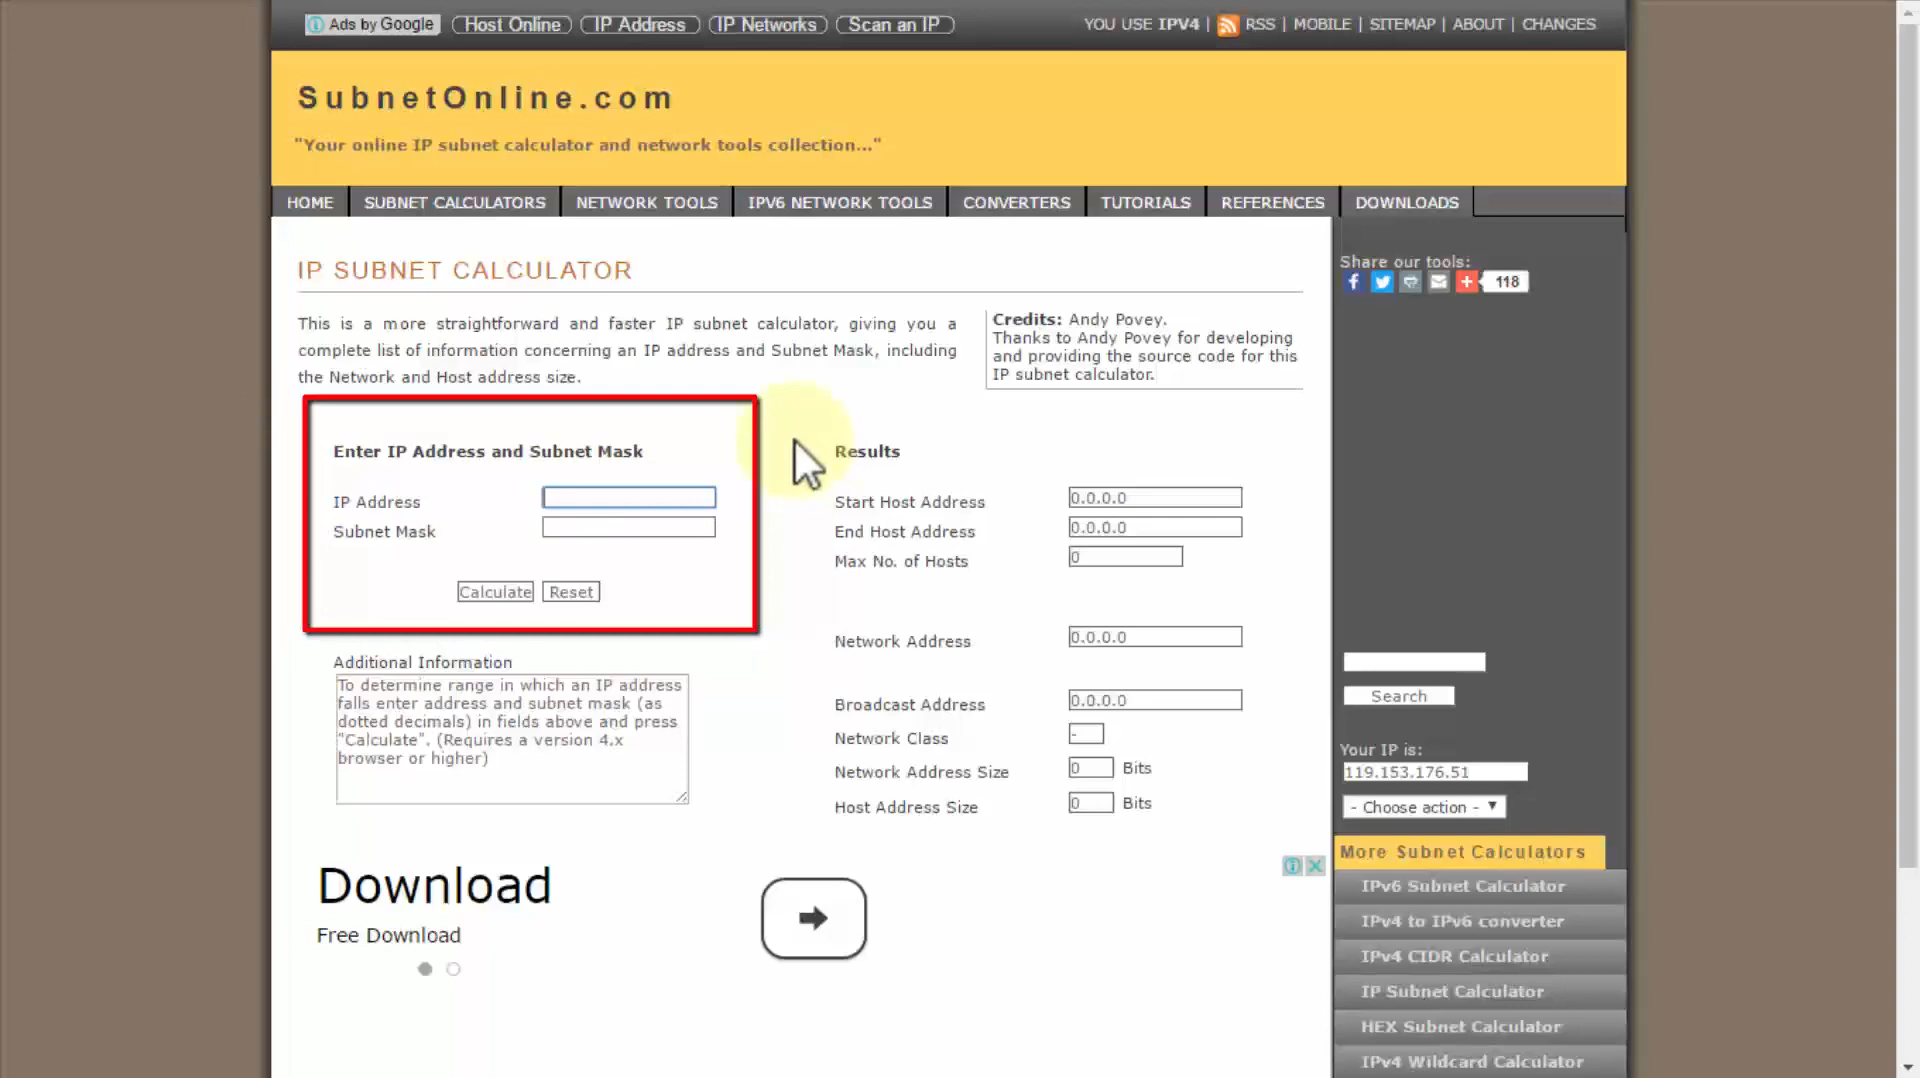 Ads by Google
Host Online
IP Address
IP Networks
Scan an IP
YOU USE IPV4 | RSS | MOBILE | SITEMAP | ABOUT | CHANGES
SubnetOnline.com
"Your online IP subnet calculator and network tools collection..."
HOME
SUBNET CALCULATORS
NETWORK TOOLS
IPV6 NETWORK TOOLS
CONVERTERS
TUTORIALS
REFERENCES
DOWNLOADS
IP SUBNET CALCULATOR
This is a more straightforward and faster IP subnet calculator, giving you a
complete list of information concerning an IP address and Subnet Mask, including
the Network and Host address size.
Credits: Andy Povey.
Thanks to Andy Povey for developing
and providing the source code for this
IP subnet calculator.
Enter IP Address and Subnet Mask
IP Address
Subnet Mask
Calculate
Reset
Additional Information
To determine range in which an IP address
falls enter address and subnet mask (as
dotted decimals) in fields above and press
"Calculate". (Requires a version 4.x
browser or higher)
Results
Start Host Address 0.0.0.0
End Host Address 0.0.0.0
Max No. of Hosts 0
Network Address 0.0.0.0
Broadcast Address 0.0.0.0
Network Class -
Network Address Size 0 Bits
Host Address Size 0 Bits
Download
Free Download
Share our tools:
118
Search
Your IP is:
119.153.176.51
- Choose action -
More Subnet Calculators
IPv6 Subnet Calculator
IPv4 to IPv6 converter
IPv4 CIDR Calculator
IP Subnet Calculator
HEX Subnet Calculator
IPv4 Wildcard Calculator